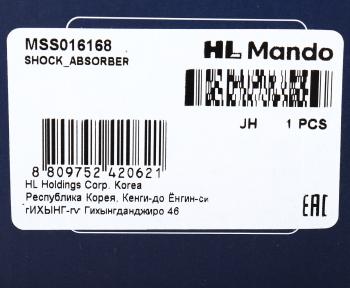 MSS016168
HL Mando
SHOCK_ABSORBER
JH 1 PCS
8 809752 420621
HL Holdings Corp. Korea
Республика Корея, Кенги-до Ёнгин-си
гИХЫНГ-гу Гихынгданджиро 46
EAC